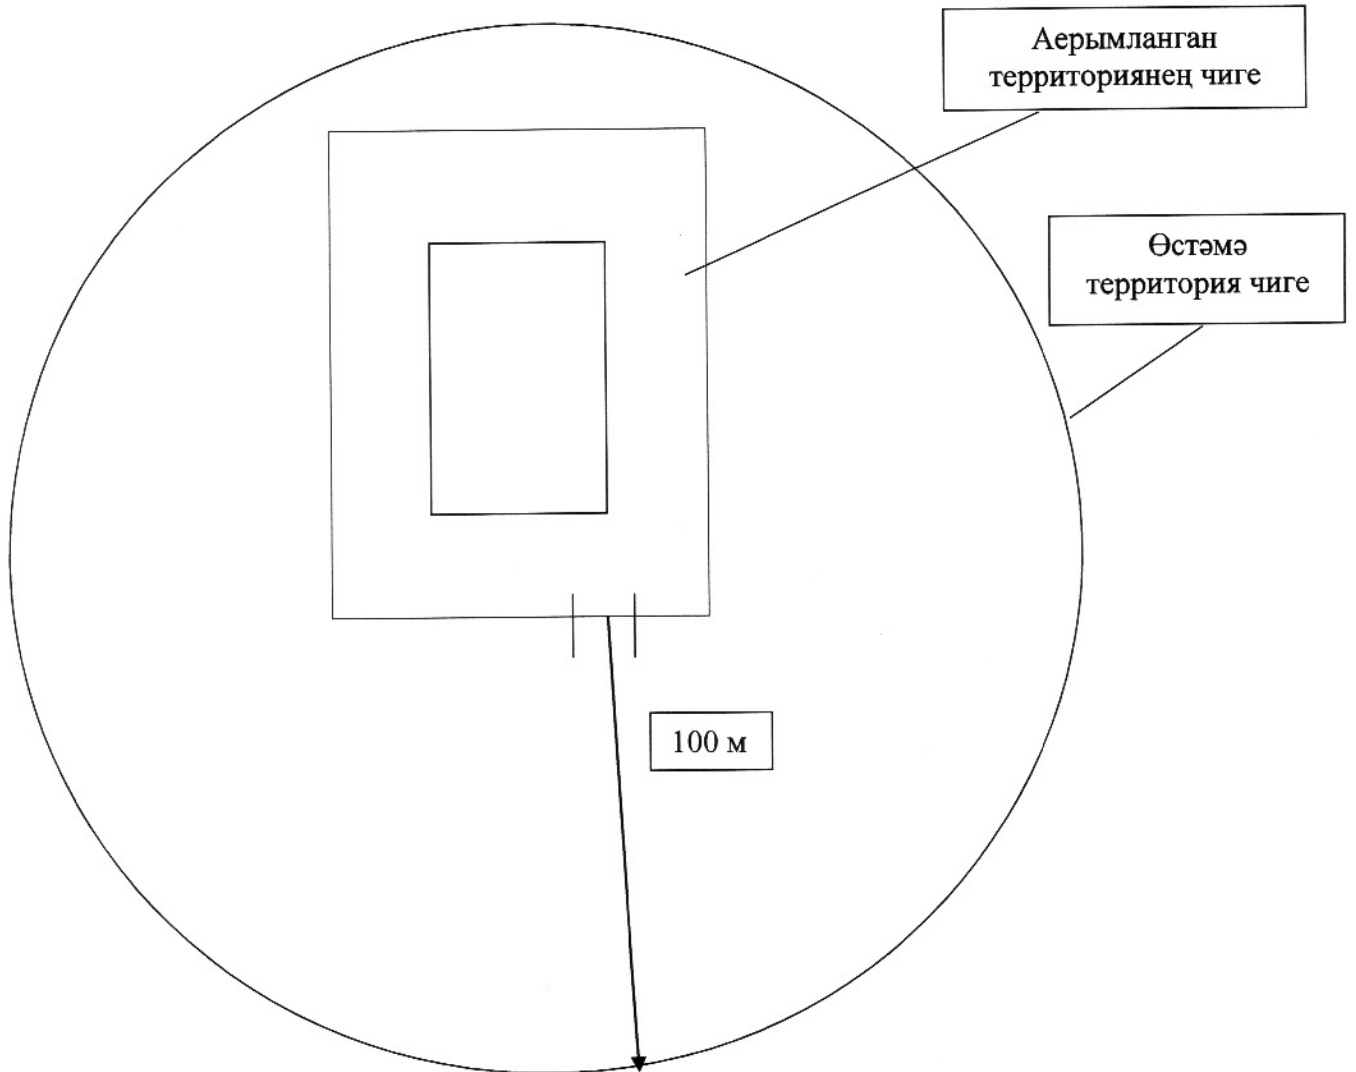 Аерымланган
территориянең чиге
Өстәмә
территория чиге
100 м